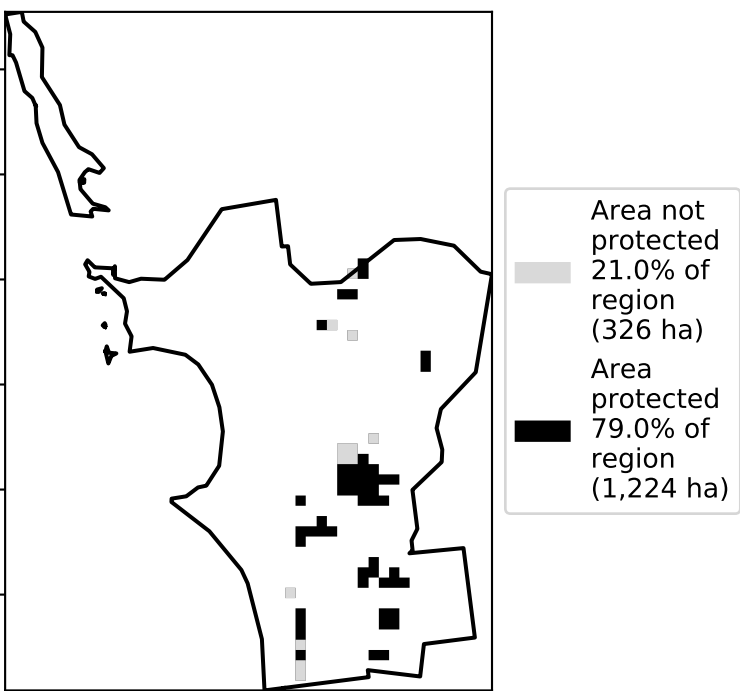 Area not
protected
21.0% of
region
(326 ha)
Area
protected
79.0% of
region
(1,224 ha)